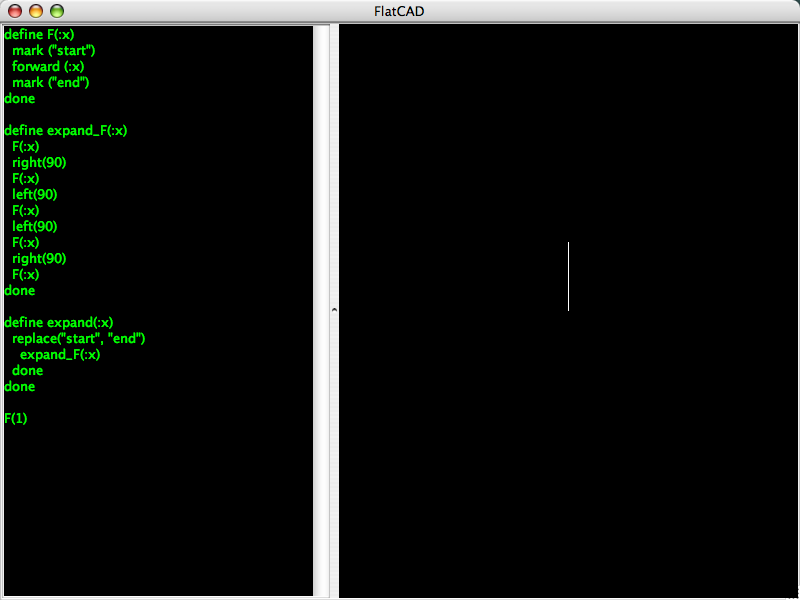 FlatCAD
define F(:x)
  mark ("start")
  forward (:x)
  mark ("end")
done

define expand_F(:x)
  F(:x)
  right(90)
  F(:x)
  left(90)
  F(:x)
  left(90)
  F(:x)
  right(90)
  F(:x)
done

define expand(:x)
  replace("start", "end")
    expand_F(:x)
  done
done

F(1)